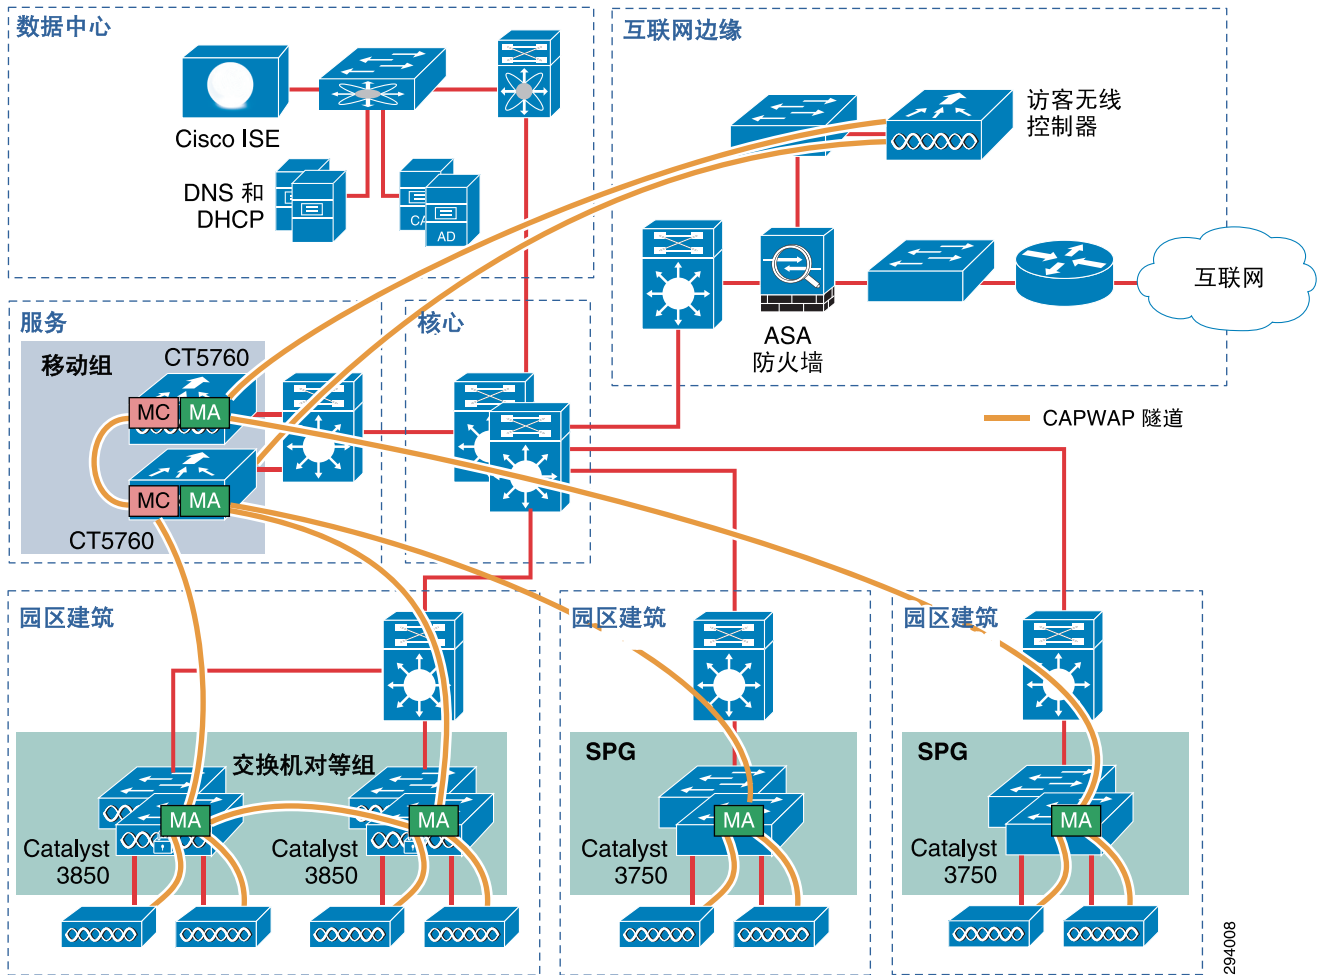 数据中心
互联网边缘
Cisco ISE
DNS 和
DHCP
CA
AD
访客无线
控制器
ASA
防火墙
互联网
服务
核心
移动组
CT5760
MC
MA
MC
MA
CT5760
CAPWAP 隧道
园区建筑
园区建筑
园区建筑
交换机对等组
SPG
SPG
MA
MA
MA
MA
Catalyst
3850
Catalyst
3850
Catalyst
3750
Catalyst
3750
294008